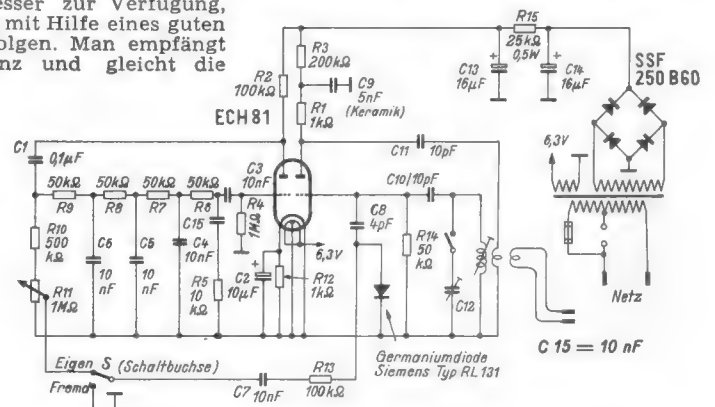 esser zur Verfügung,
mit Hilfe eines guten
olgen. Man empfängt
nz und gleicht die
R15
25kΩ
0,5W
R3
200kΩ
R2
100kΩ
C9
5nF
(Keramik)
C13
16µF
C14
16µF
SSF
250 B60
ECH81
R1
1kΩ
C1
0,1µF
C11
10pF
6,3V
50kΩ
50kΩ
50kΩ
50kΩ
C3
10nF
C10/10pF
R9
R8
R7
R6
R4
1MΩ
C8
4pF
R10
500
kΩ
C15
C6
10
nF
C5
10
nF
C4
10nF
R14
50
kΩ
6,3V
R11
1MΩ
R5
10
kΩ
C2
10µF
R12
1kΩ
C12
Netz
Germaniumdiode
Siemens Typ RL131
C 15 = 10 nF
Eigen S (Schaltbuchse)
Fremd
C7 10nF
R13
100kΩ